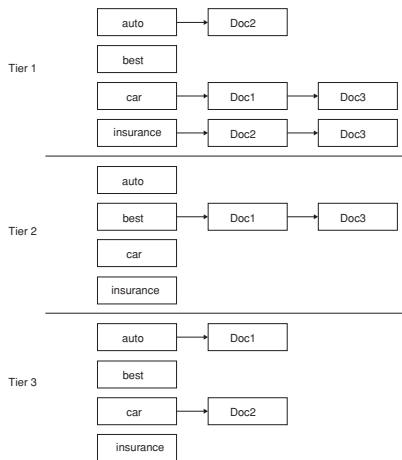 auto Doc2
best
Tier 1
car Doc1 Doc3
insurance Doc2 Doc3
auto
best Doc1 Doc3
Tier 2
car
insurance
auto Doc1
best
Tier 3
car Doc2
insurance